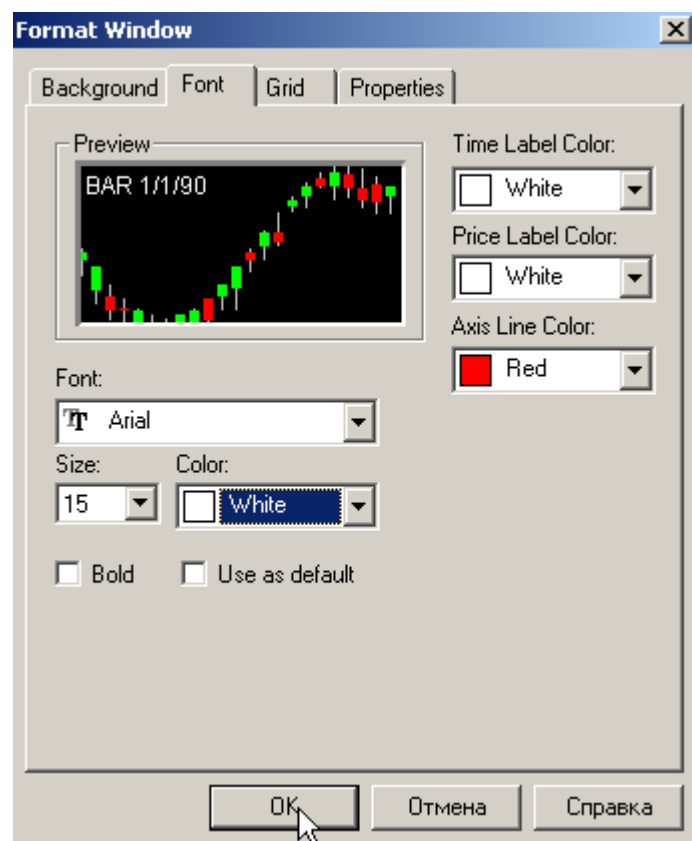 Format Window
Background Font Grid Properties
Preview
BAR 1/1/90
Time Label Color:
White
Price Label Color:
White
Axis Line Color:
Red
Font:
Arial
Size: Color:
15 White
Bold Use as default
OK Отмена Справка